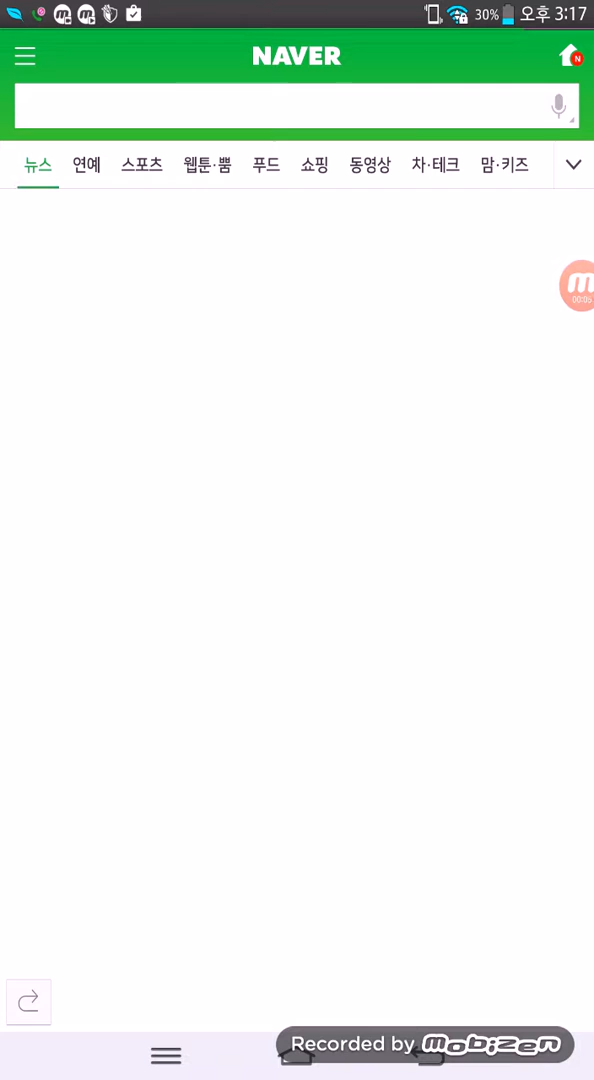 30% 오후 3:17
NAVER
N
뉴스 연예 스포츠 웹툰·뿜 푸드 쇼핑 동영상 차·테크 맘·키즈
m
00:05
Recorded by mobizen